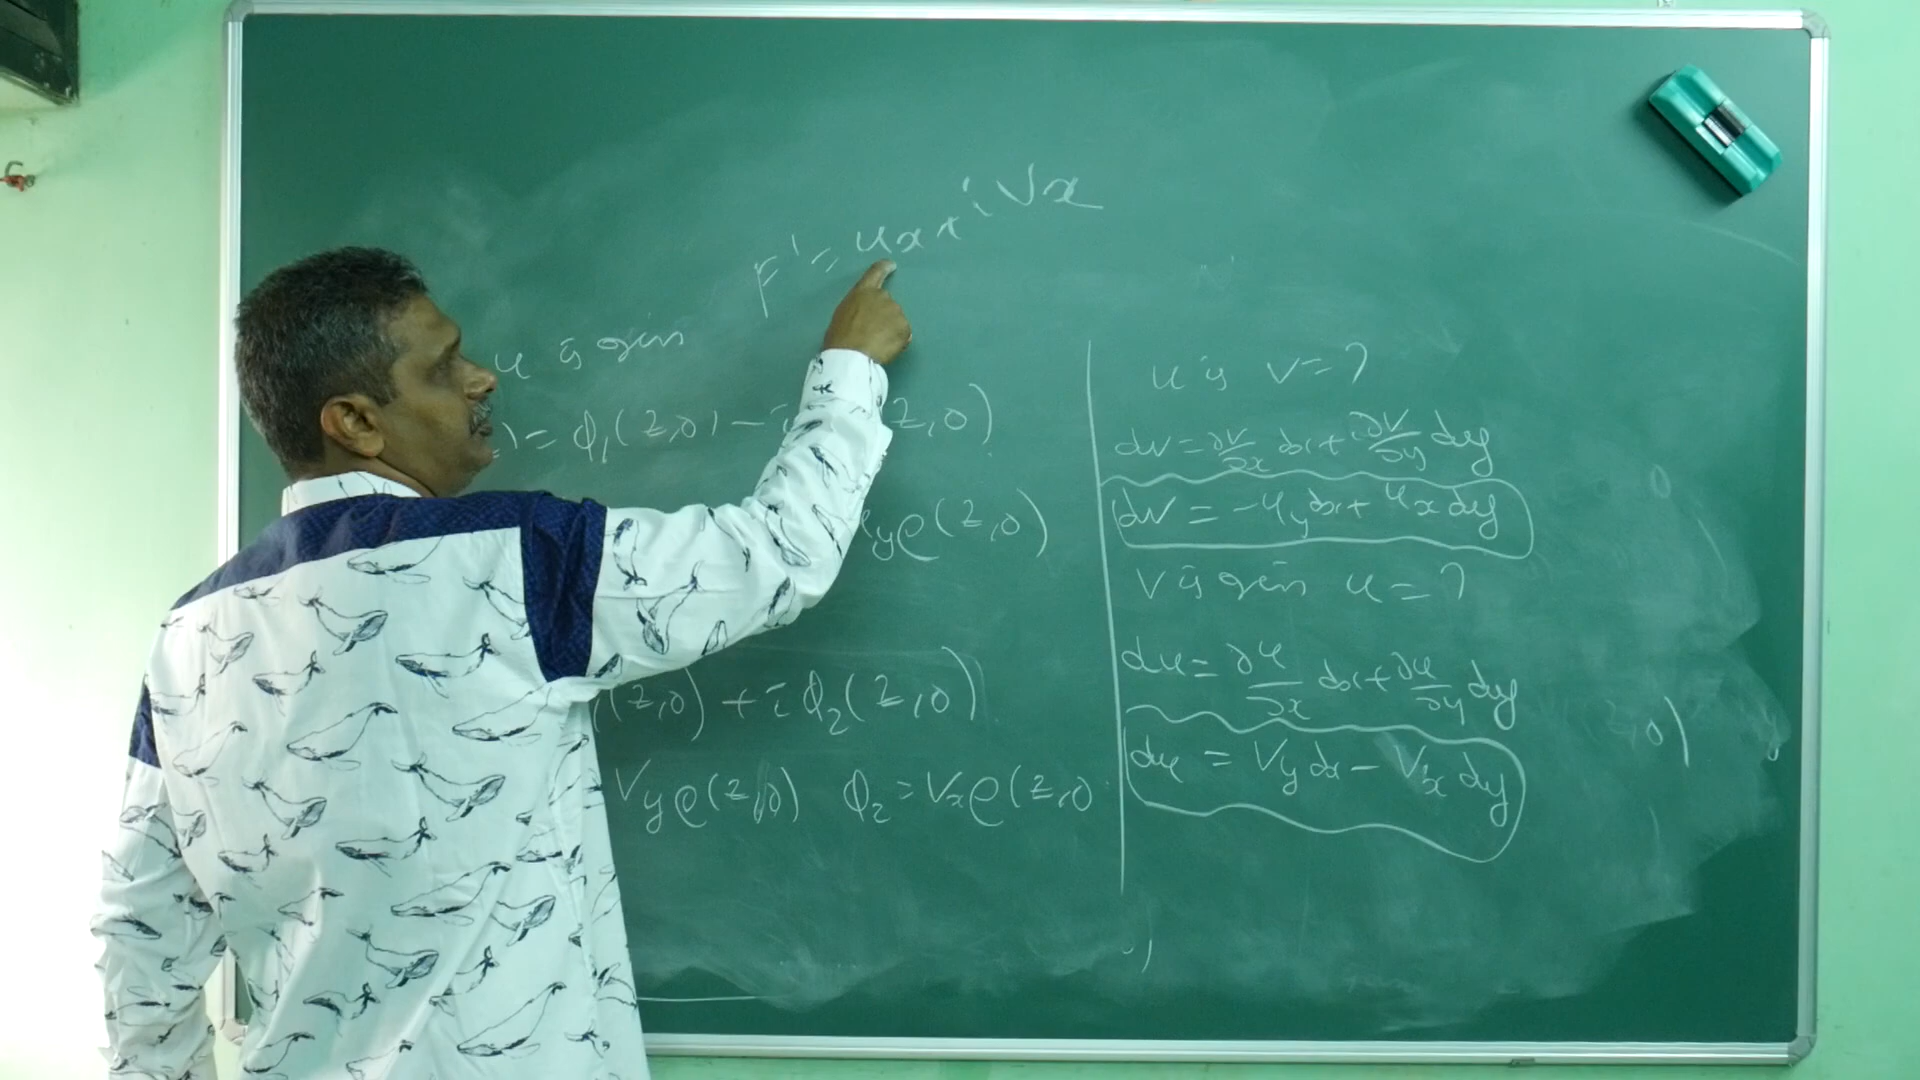 F' = ux + i Vx
u is given
) = φ1(z,0) - i z,0)
y @ (z,0)
(z,0) + i φ2(z,0)
Vy @ (z,0) φ2 = Vx @ (z,0
u is v = ?
dv = ∂v/∂x dx + ∂v/∂y dy
dv = -uy dx + ux dy
v is given u = ?
du = ∂u/∂x dx + ∂u/∂y dy
du = Vy dx - Vx dy
0)